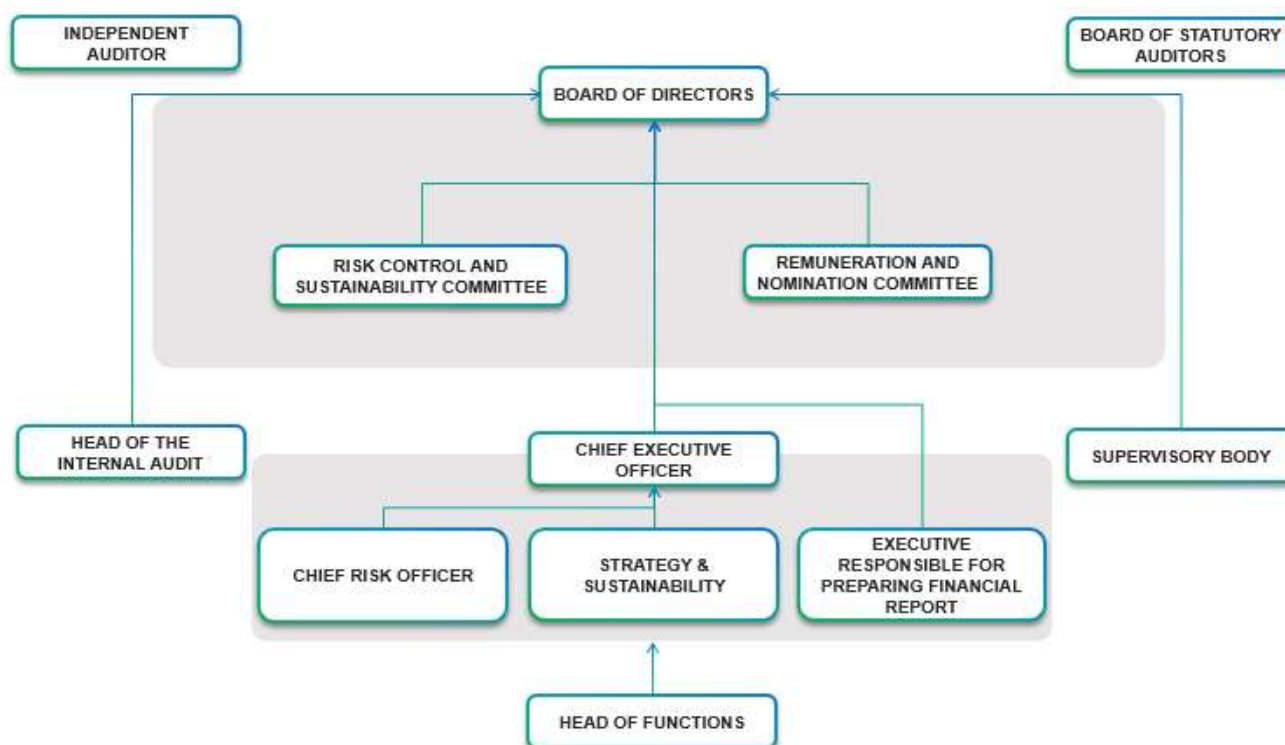 INDEPENDENT
AUDITOR
BOARD OF STATUTORY
AUDITORS
BOARD OF DIRECTORS
RISK CONTROL AND
SUSTAINABILITY COMMITTEE
REMUNERATION AND
NOMINATION COMMITTEE
HEAD OF THE
INTERNAL AUDIT
CHIEF EXECUTIVE
OFFICER
SUPERVISORY BODY
CHIEF RISK OFFICER
STRATEGY &
SUSTAINABILITY
EXECUTIVE
RESPONSIBLE FOR
PREPARING FINANCIAL
REPORT
HEAD OF FUNCTIONS